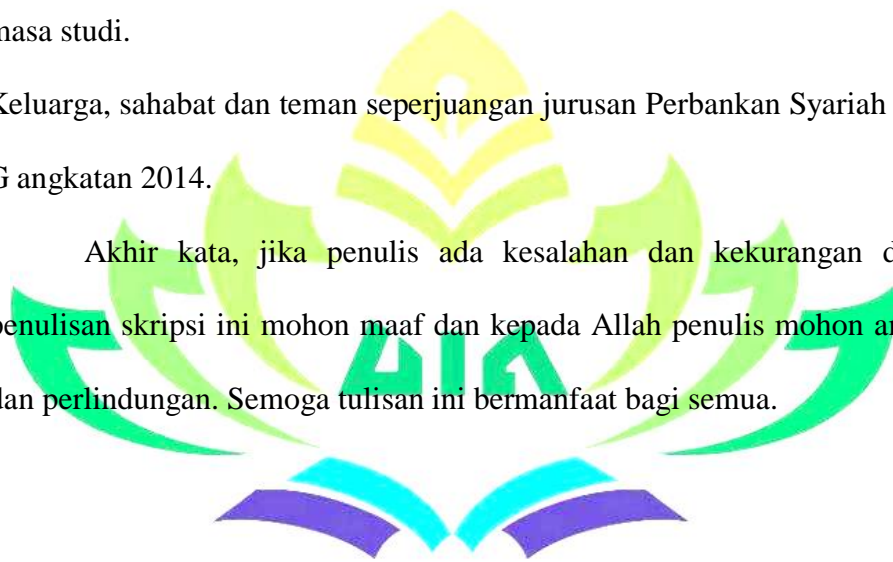 masa studi.
Keluarga, sahabat dan teman seperjuangan jurusan Perbankan Syariah
G angkatan 2014.
Akhir kata, jika penulis ada kesalahan dan kekurangan d
penulisan skripsi ini mohon maaf dan kepada Allah penulis mohon
dan perlindungan. Semoga tulisan ini bermanfaat bagi semua.